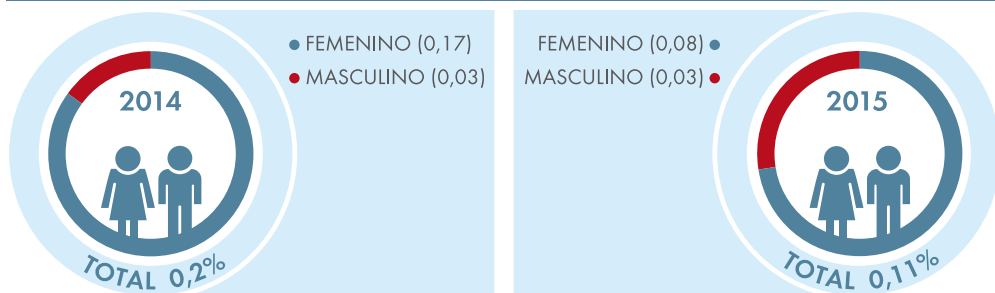 2014
FEMENINO (0,17)
MASCULINO (0,03)
TOTAL 0,2%
FEMENINO (0,08)
MASCULINO (0,03)
2015
TOTAL 0,11%